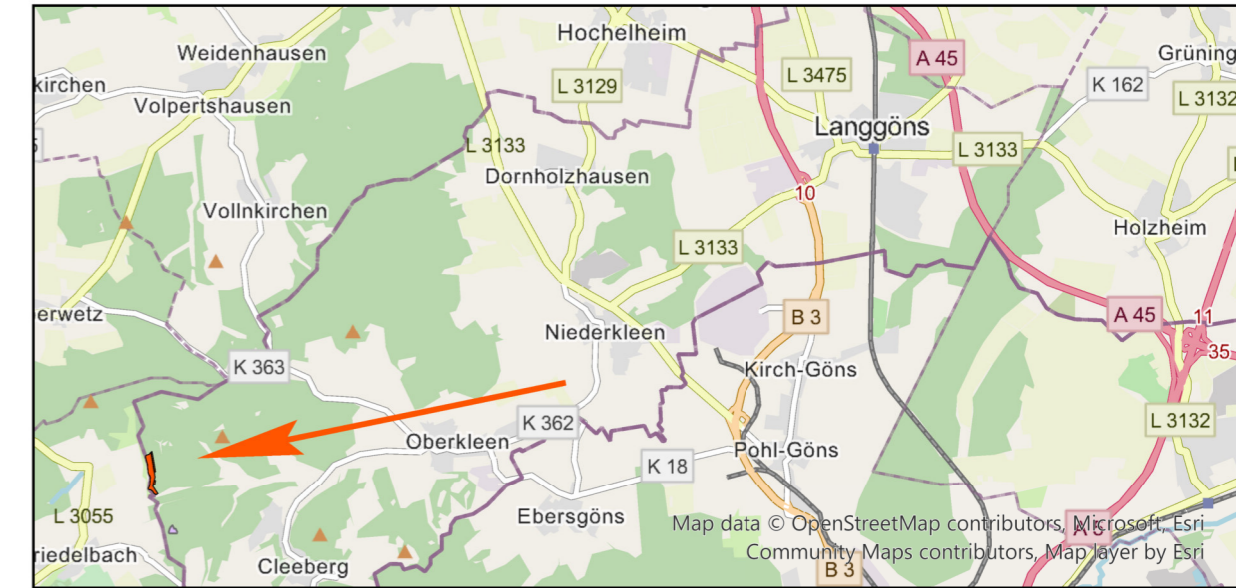 Hochelheim
Weidenhausen
A 45
Grüning
L 3475
kirchen
L 3129
K 162
Volpertshausen
L 3132
Langgöns
L 3133
L 3133
Dornholzhausen
10
Vollnkirchen
Holzheim
L 3133
erwetz
B 3
A 45
11
Niederkleen
35
K 363
Kirch-Göns
K 362
L 3132
Oberkleen
Pohl-Göns
K 18
L 3055
Ebersgöns
Map data © OpenStreetMap contributors, Microsoft, Esri
A 5
Community Maps contributors, Map layer by Esri
riedelbach
Cleeberg
B 3